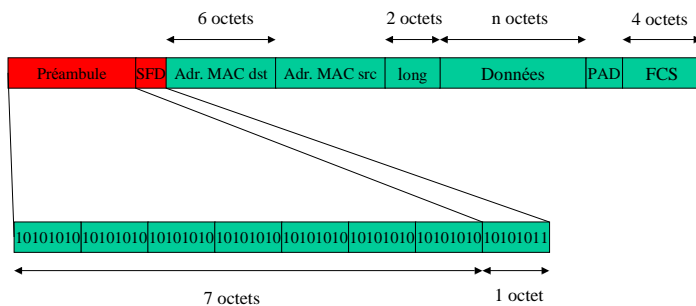 6 octets 2 octets n octets 4 octets
Préambule SFD Adr. MAC dst Adr. MAC src long Données PAD FCS
10101010 10101010 10101010 10101010 10101010 10101010 10101010 10101011
7 octets 1 octet